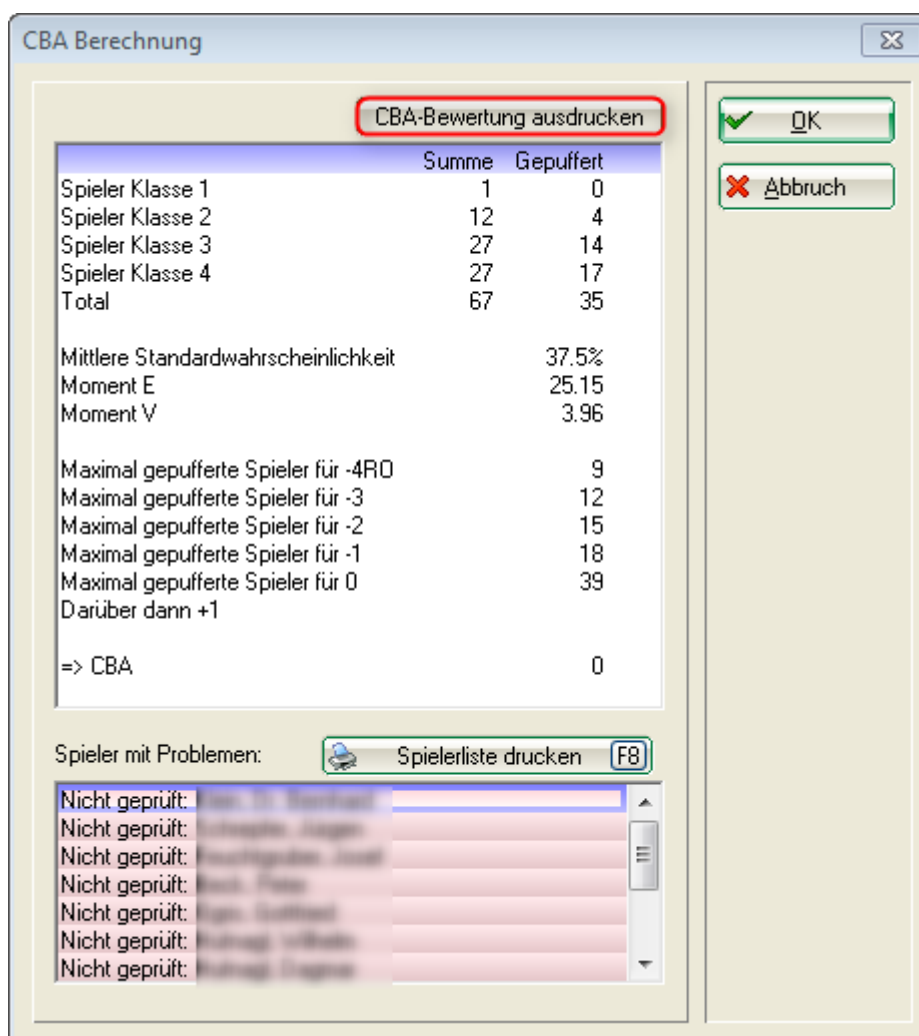 CBA Berechnung
CBA-Bewertung ausdrucken
OK
Abbruch
Summe Gepuffert
Spieler Klasse 1 1 0
Spieler Klasse 2 12 4
Spieler Klasse 3 27 14
Spieler Klasse 4 27 17
Total 67 35
Mittlere Standardwahrscheinlichkeit 37.5%
Moment E 25.15
Moment V 3.96
Maximal gepufferte Spieler für -4RO 9
Maximal gepufferte Spieler für -3 12
Maximal gepufferte Spieler für -2 15
Maximal gepufferte Spieler für -1 18
Maximal gepufferte Spieler für 0 39
Darüber dann +1
=> CBA 0
Spieler mit Problemen: Spielerliste drucken F8
Nicht geprüft:
Nicht geprüft:
Nicht geprüft:
Nicht geprüft:
Nicht geprüft:
Nicht geprüft:
Nicht geprüft: